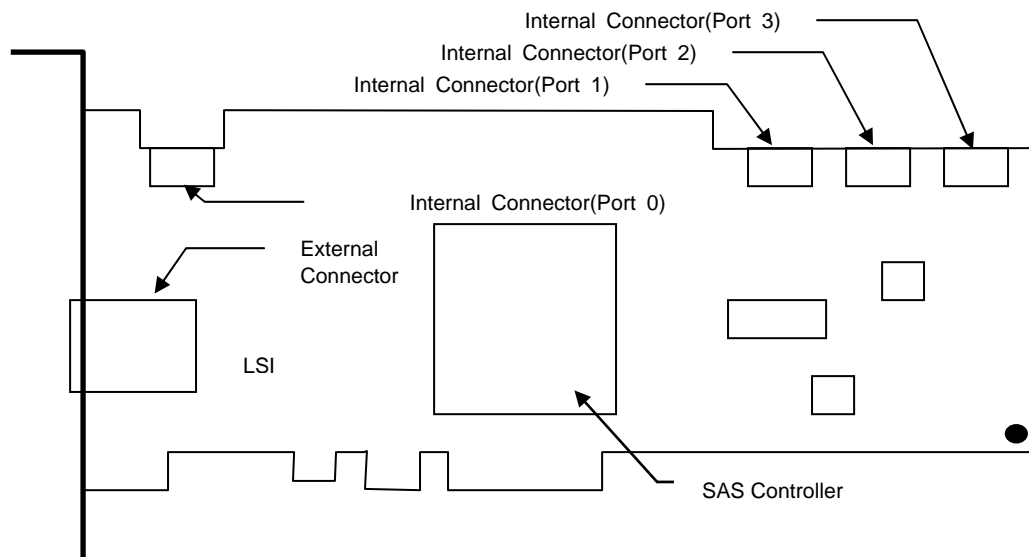 Internal Connector(Port 3)
Internal Connector(Port 2)
Internal Connector(Port 1)
Internal Connector(Port 0)
External
Connector
LSI
SAS Controller